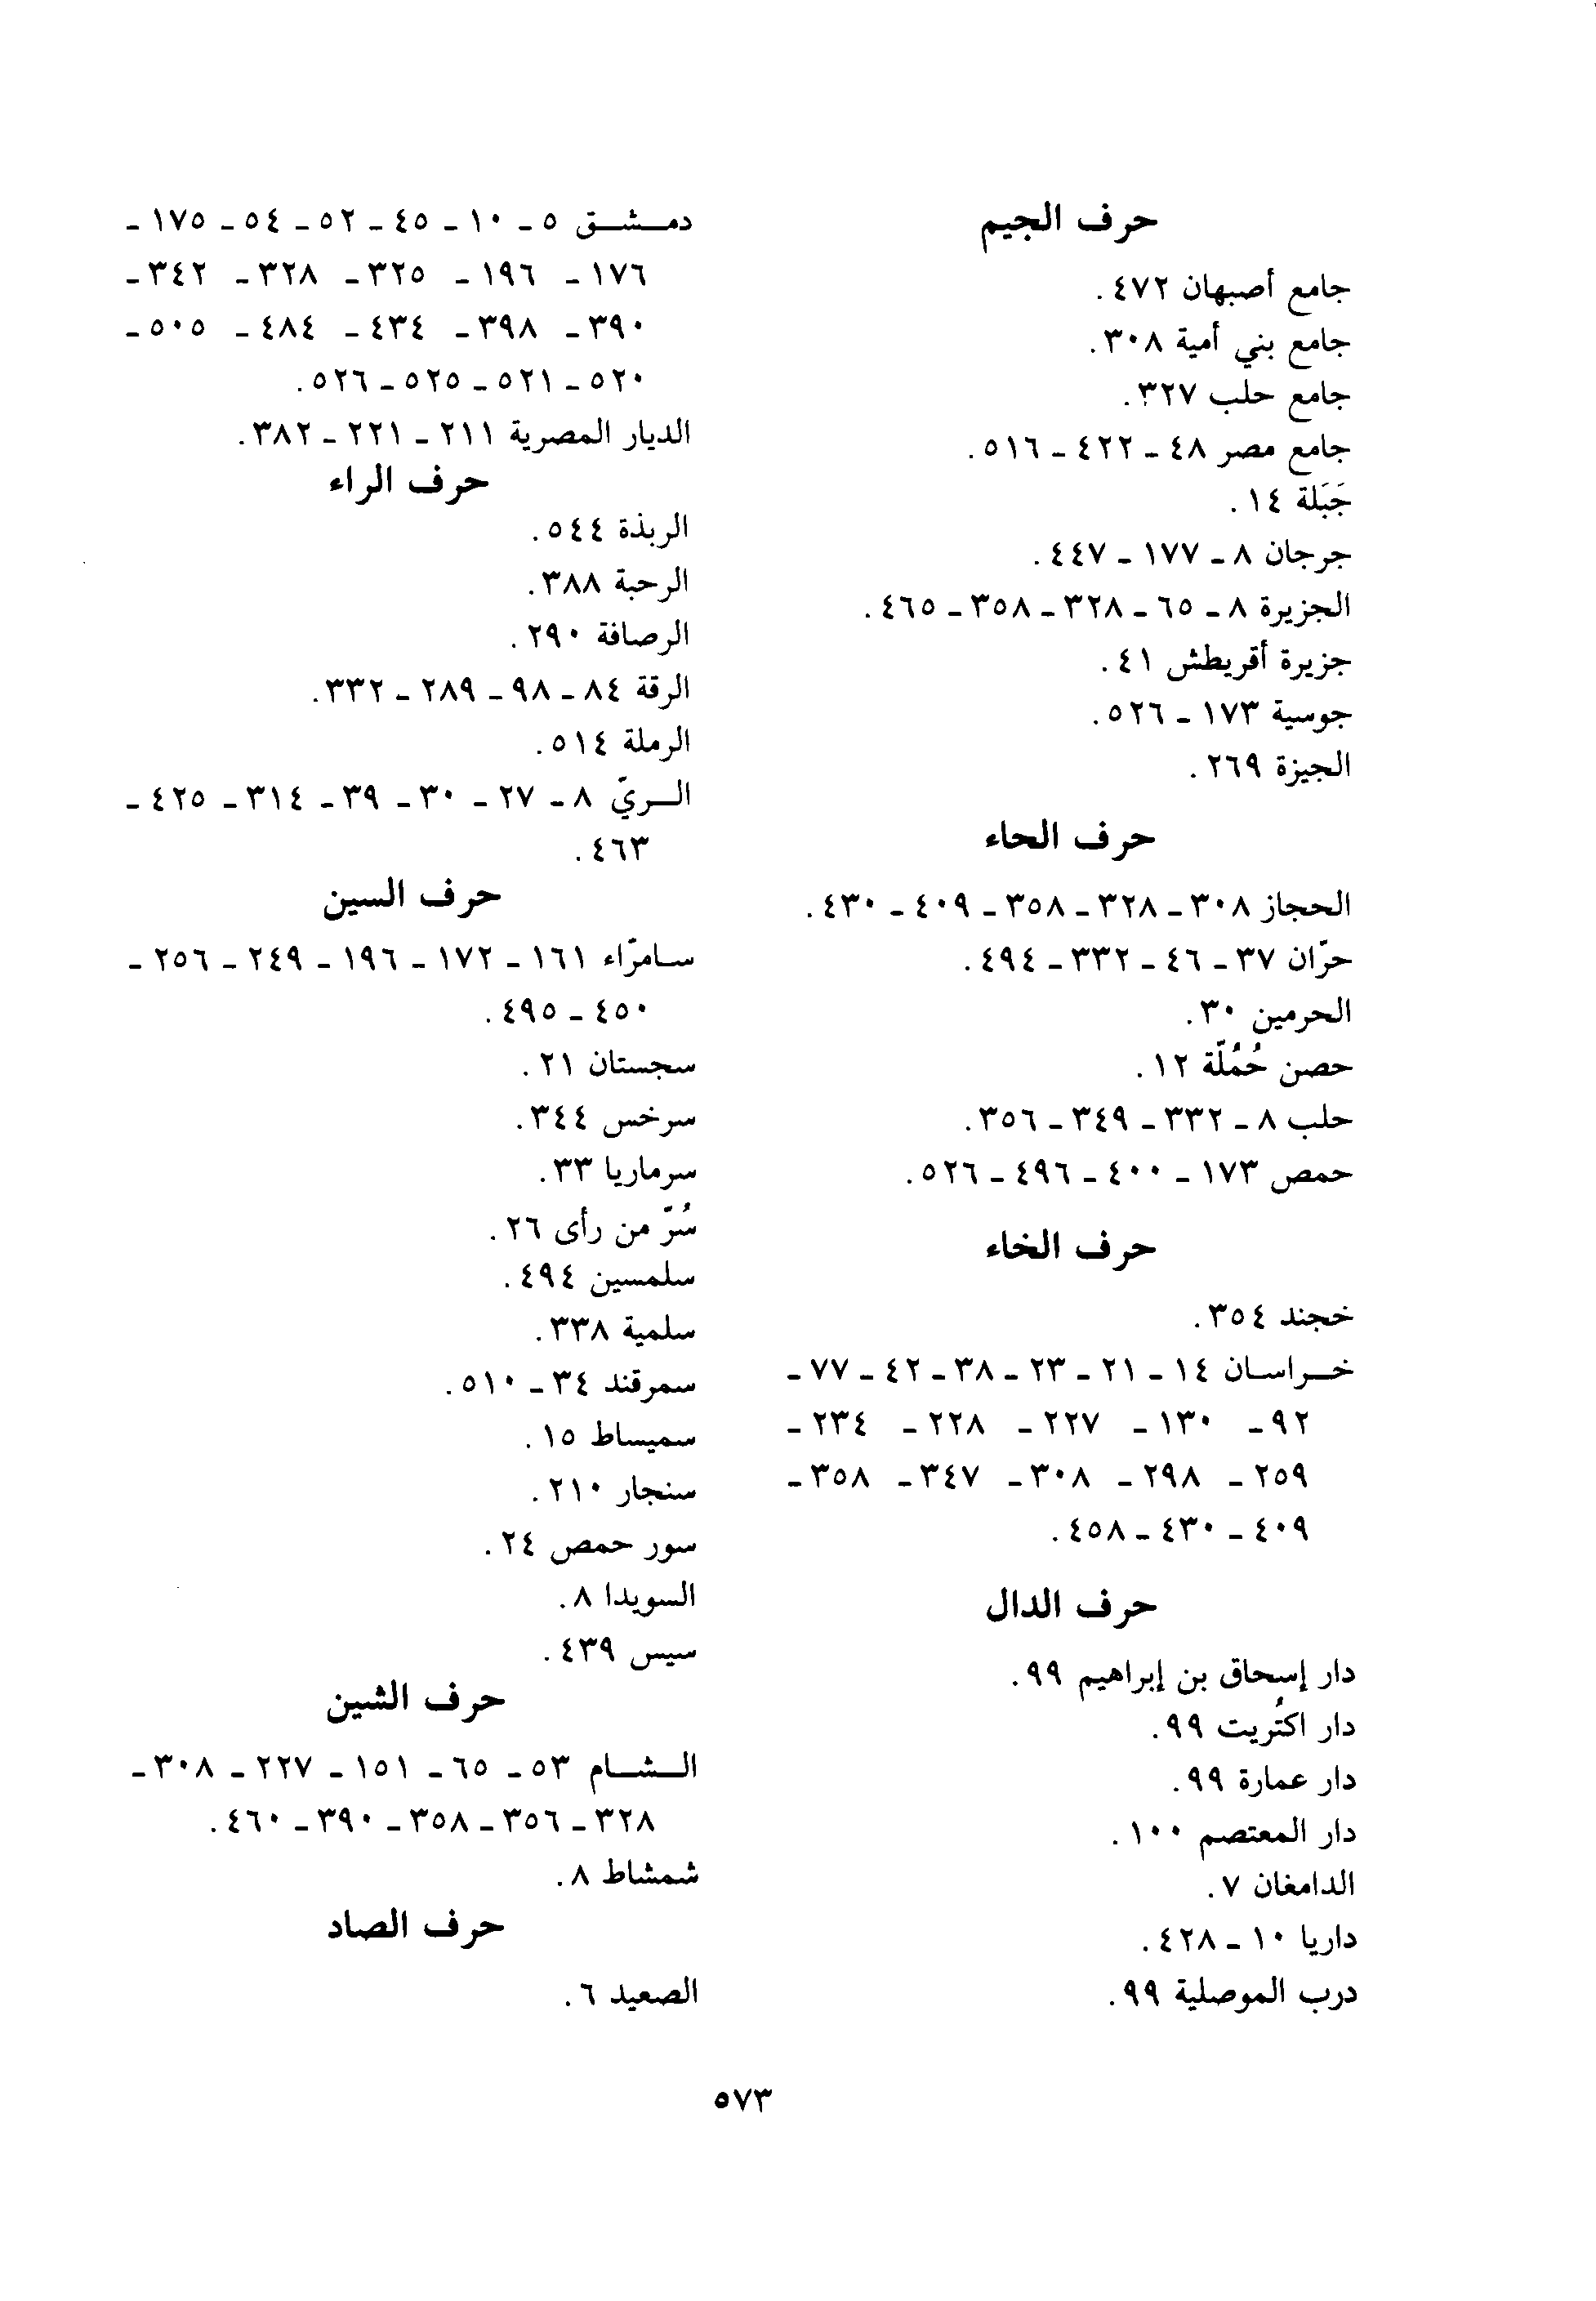 حرف الجيم
جامع أصبهان ٤٧٢.
جامع بني أمية ٣٠٨.
جامع حلب ٣٢٧.
جامع مصر ٤٨ - ٤٢٢ - ٥١٦.
جَبَلة ١٤.
جرجان ٨ - ١٧٧ - ٤٤٧.
الجزيرة ٨ - ٦٥ - ٣٢٨ - ٣٥٨ - ٤٦٥.
جزيرة أقريطش ٤١.
جوسية ١٧٣ - ٥٢٦.
الجيزة ٢٦٩.
حرف الحاء
الحجاز ٣٠٨ - ٣٢٨ - ٣٥٨ - ٤٠٩ - ٤٣٠.
حرّان ٣٧ - ٤٦ - ٣٣٢ - ٤٩٤.
الحرمين ٣٠.
حصن حُمُلّة ١٢.
حلب ٨ - ٣٣٢ - ٣٤٩ - ٣٥٦.
حمص ١٧٣ - ٤٠٠ - ٤٩٦ - ٥٢٦.
حرف الخاء
خجند ٣٥٤.
خراسان ١٤ - ٢١ - ٢٣ - ٣٨ - ٤٢ - ٧٧ -
٩٢ - ١٣٠ - ٢٢٧ - ٢٢٨ - ٢٣٤ -
٢٥٩ - ٢٩٨ - ٣٠٨ - ٣٤٧ - ٣٥٨ -
٤٠٩ - ٤٣٠ - ٤٥٨.
حرف الدال
دار إسحاق بن إبراهيم ٩٩.
دار اكتُريت ٩٩.
دار عمارة ٩٩.
دار المعتصم ١٠٠.
الدامغان ٧.
داريا ١٠ - ٤٢٨.
درب الموصلية ٩٩.
دمشق ٥ - ١٠ - ٤٥ - ٥٢ - ٥٤ - ١٧٥ -
١٧٦ - ١٩٦ - ٣٢٥ - ٣٢٨ - ٣٤٢ -
٣٩٠ - ٣٩٨ - ٤٣٤ - ٤٨٤ - ٥٠٥ -
٥٢٠ - ٥٢١ - ٥٢٥ - ٥٢٦.
الديار المصرية ٢١١ - ٢٢١ - ٣٨٢.
حرف الراء
الربذة ٥٤٤.
الرحبة ٣٨٨.
الرصافة ٢٩٠.
الرقة ٨٤ - ٩٨ - ٢٨٩ - ٣٣٢.
الرملة ٥١٤.
الريّ ٨ - ٢٧ - ٣٠ - ٣٩ - ٣١٤ - ٤٢٥ -
٤٦٣.
حرف السين
سامرّاء ١٦١ - ١٧٢ - ١٩٦ - ٢٤٩ - ٢٥٦ -
٤٥٠ - ٤٩٥.
سجستان ٢١.
سرخس ٣٤٤.
سرماريا ٣٣.
سُرّ من رأى ٢٦.
سلمسين ٤٩٤.
سلمية ٣٣٨.
سمرقند ٣٤ - ٥١٠.
سميساط ١٥.
سنجار ٢١٠.
سور حمص ٢٤.
السويدا ٨.
سيس ٤٣٩.
حرف الشين
الشام ٥٣ - ٦٥ - ١٥١ - ٢٢٧ - ٣٠٨ -
٣٢٨ - ٣٥٦ - ٣٥٨ - ٣٩٠ - ٤٦٠.
شمشاط ٨.
حرف الصاد
الصعيد ٦.
٥٧٣